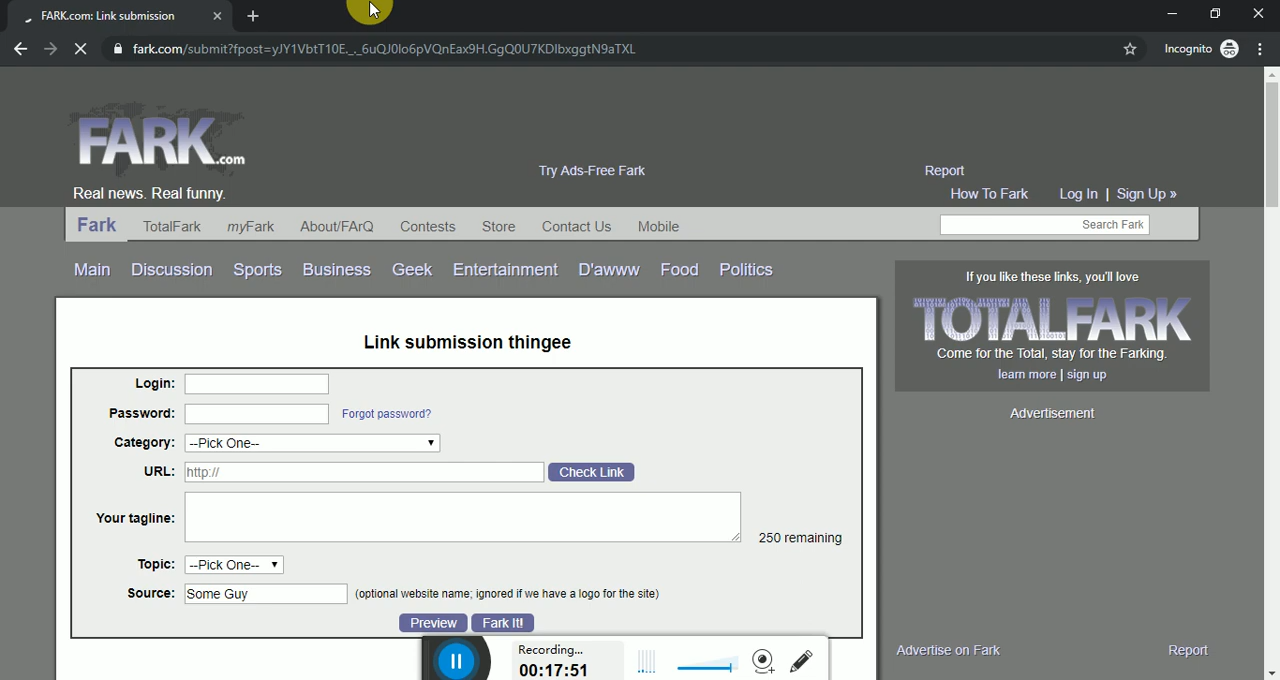 FARK.com: Link submission
fark.com/submit?fpost=yJY1VbtT10E._._6uQJ0lo6pVQnEax9H.GgQ0U7KDIbxggtN9aTXL
Incognito
FARK.com
Real news. Real funny.
Try Ads-Free Fark
Report
How To Fark
Log In | Sign Up »
Fark TotalFark myFark About/FArQ Contests Store Contact Us Mobile
Search Fark
Main Discussion Sports Business Geek Entertainment D'awww Food Politics
If you like these links, you'll love
TOTALFARK
Come for the Total, stay for the Farking.
learn more | sign up
Advertisement
Link submission thingee
Login:
Password: Forgot password?
Category: --Pick One--
URL: http:// Check Link
Your tagline:
250 remaining
Topic: --Pick One--
Source: Some Guy (optional website name; ignored if we have a logo for the site)
Preview Fark It!
Recording...
00:17:51
Advertise on Fark
Report